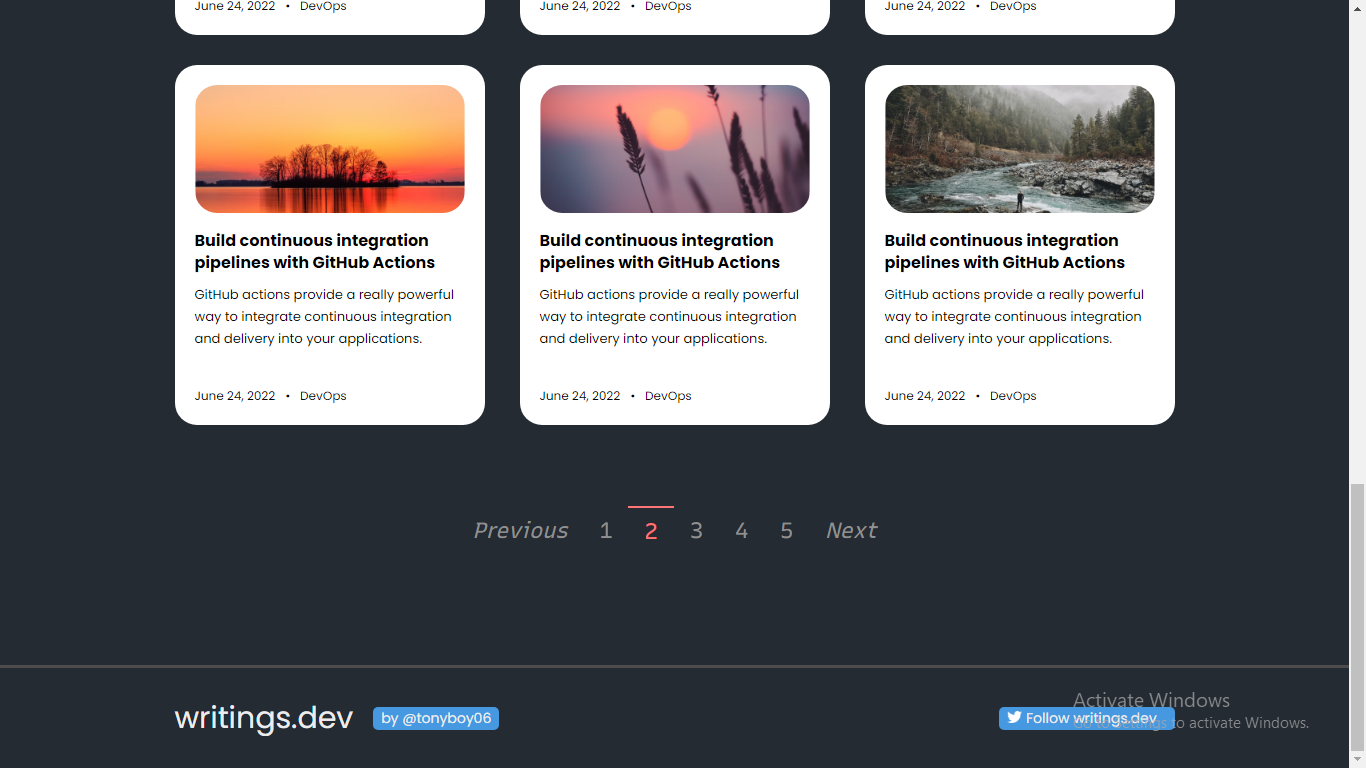 June 24, 2022 • DevOps
June 24, 2022 • DevOps
June 24, 2022 • DevOps
Build continuous integration
pipelines with GitHub Actions
GitHub actions provide a really powerful
way to integrate continuous integration
and delivery into your applications.
June 24, 2022 • DevOps
Build continuous integration
pipelines with GitHub Actions
GitHub actions provide a really powerful
way to integrate continuous integration
and delivery into your applications.
June 24, 2022 • DevOps
Build continuous integration
pipelines with GitHub Actions
GitHub actions provide a really powerful
way to integrate continuous integration
and delivery into your applications.
June 24, 2022 • DevOps
Previous 1 2 3 4 5 Next
writings.dev by @tonyboy06
Follow writings.dev
Activate Windows
Go to Settings to activate Windows.